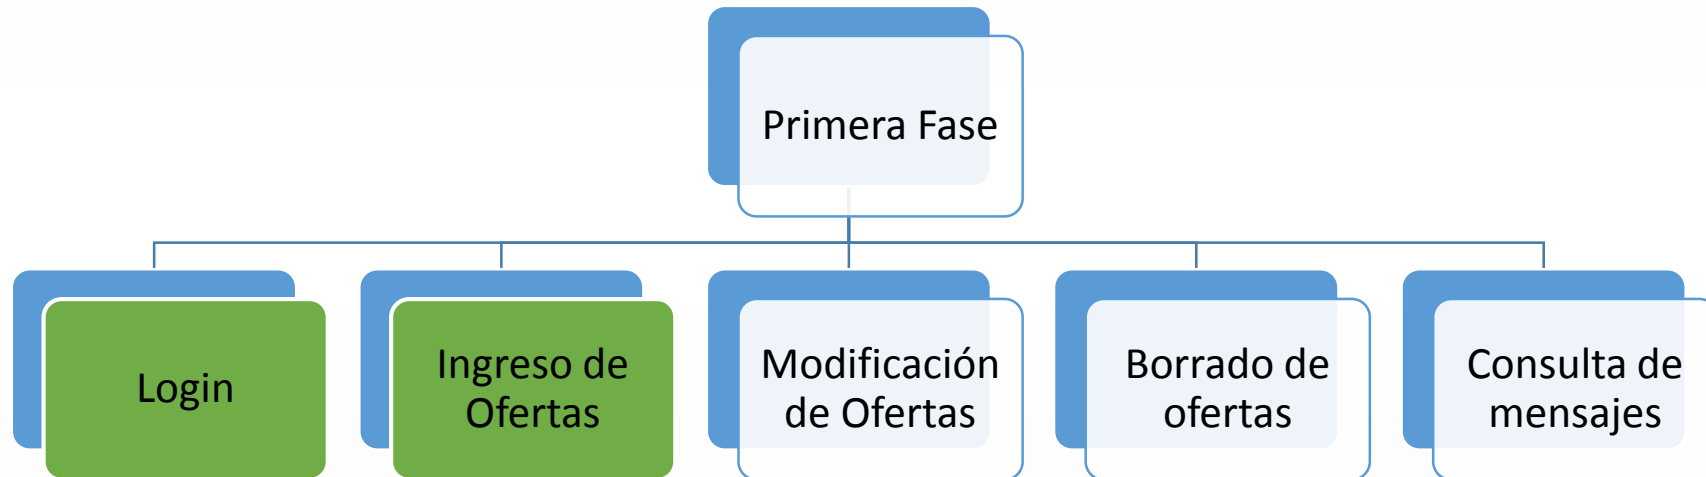 Primera Fase
Login
Ingreso de
Ofertas
Modificación
de Ofertas
Borrado de
ofertas
Consulta de
mensajes